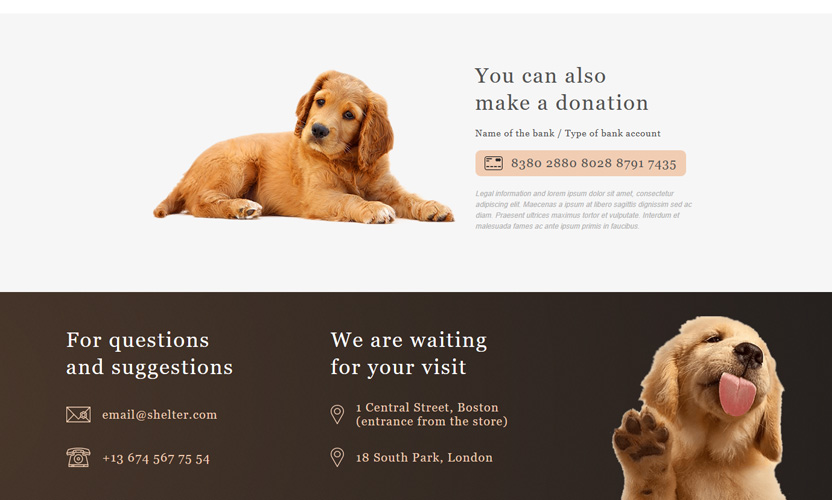 You can also
make a donation
Name of the bank / Type of bank account
8380 2880 8028 8791 7435
Legal information and lorem ipsum dolor sit amet, consectetur
adipiscing elit. Maecenas a ipsum at libero sagittis dignissim sed ac
diam. Praesent ultrices maximus tortor et vulputate. Interdum et
malesuada fames ac ante ipsum primis in faucibus.
For questions
and suggestions
email@shelter.com
+13 674 567 75 54
We are waiting
for your visit
1 Central Street, Boston
(entrance from the store)
18 South Park, London